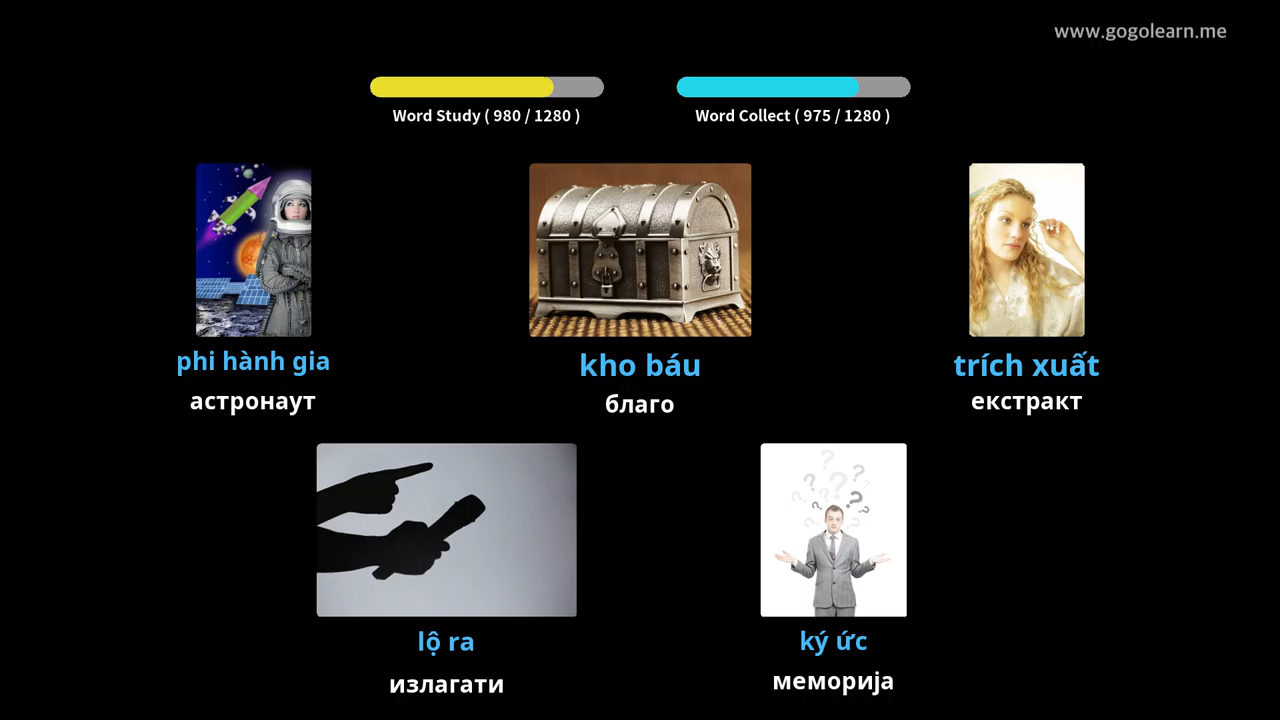 www.gogolearn.me
Word Study ( 980 / 1280 )
Word Collect ( 975 / 1280 )
phi hành gia
астронаут
kho báu
благо
trích xuất
екстракт
lộ ra
излагати
ký ức
меморија